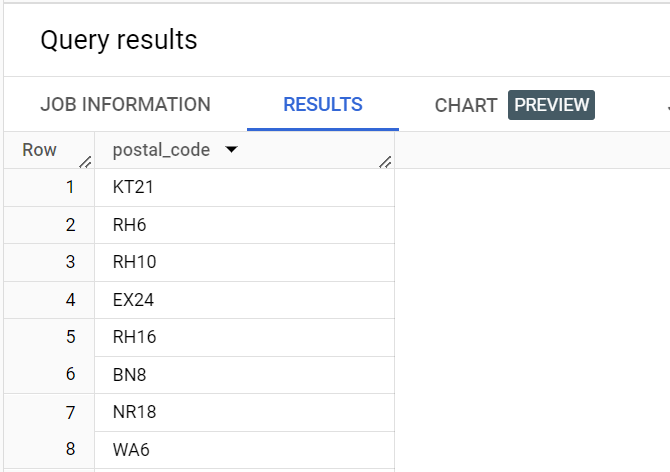 Query results
JOB INFORMATION RESULTS CHART PREVIEW
Row postal_code
1 KT21
2 RH6
3 RH10
4 EX24
5 RH16
6 BN8
7 NR18
8 WA6